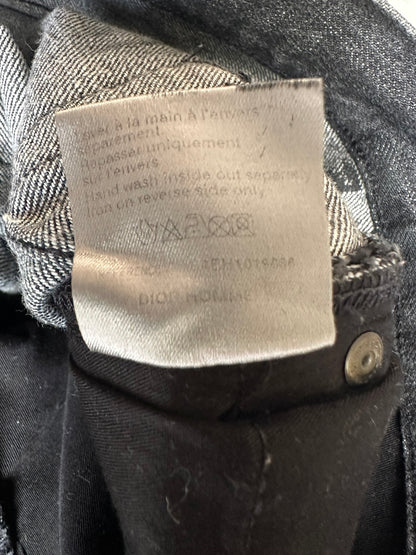 Laver à la main à l'envers
séparément
Repasser uniquement
sur l'envers
Hand wash inside out separately
Iron on reverse side only
DIOR HOMME